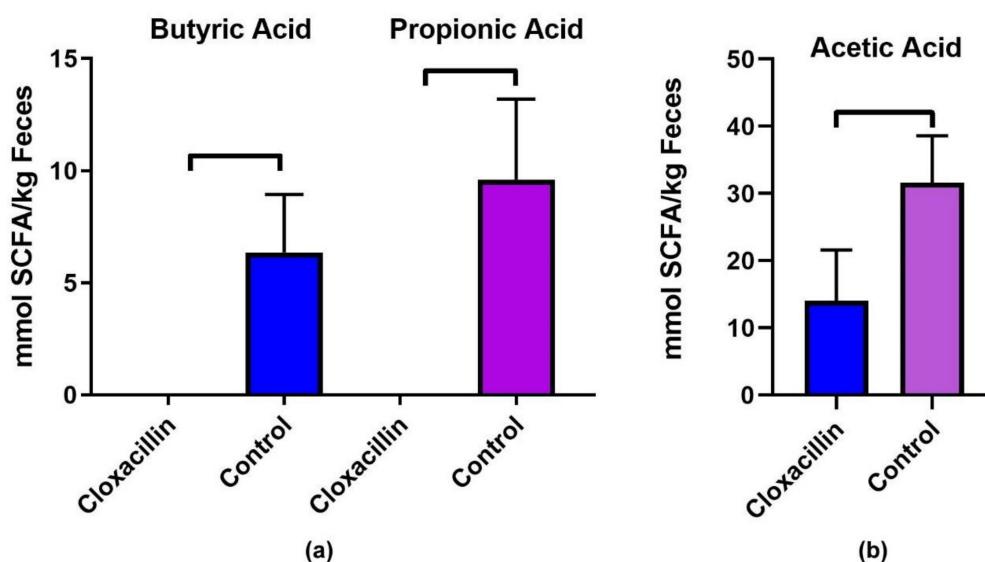 Butyric Acid
Propionic Acid
mmol SCFA/kg Feces
15
10
5
0
Cloxacillin
Control
Cloxacillin
Control
(a)
Acetic Acid
mmol SCFA/kg Feces
50
40
30
20
10
0
Cloxacillin
Control
(b)